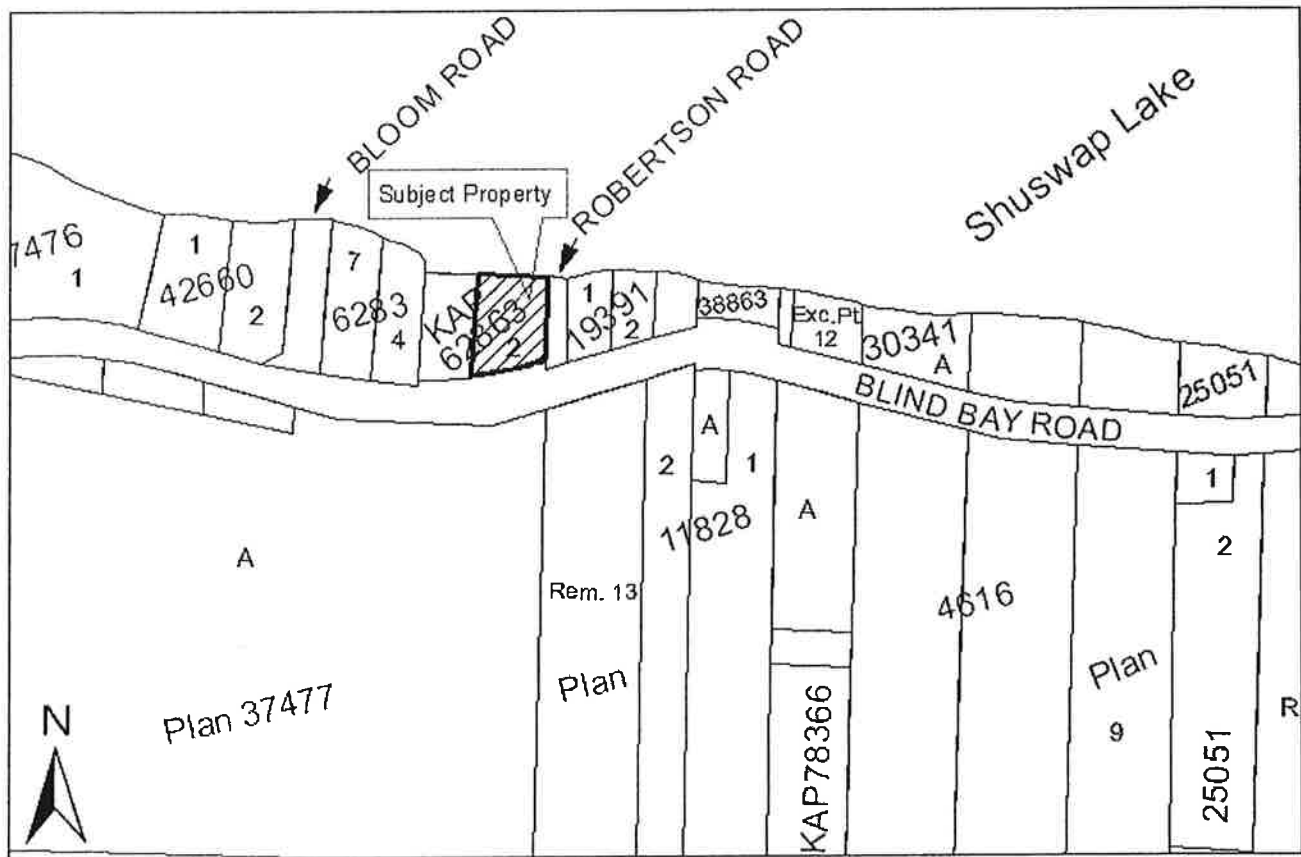 BLOOM ROAD
ROBERTSON ROAD
Shuswap Lake
Subject Property
7476
1
1
42660
2
7
6283
4
KAP
62863
2
1
19391
2
38863
Exc.Pt
12
30341
A
25051
BLIND BAY ROAD
A
2
1
11828
A
1
2
A
Rem. 13
4616
Plan 37477
Plan
KAP78366
Plan
9
25051
R
N